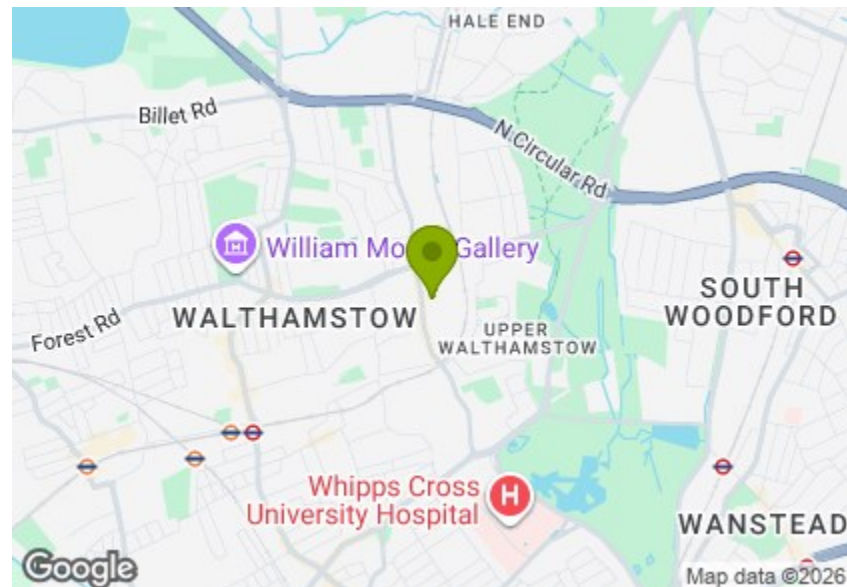 HALE END
Billet Rd
N Circular Rd
William Mo Gallery
SOUTH
WOODFORD
Forest Rd
WALTHAMSTOW
UPPER
WALTHAMSTOW
Whipps Cross
University Hospital
H
WANSTEAD
Google
Map data ©2026